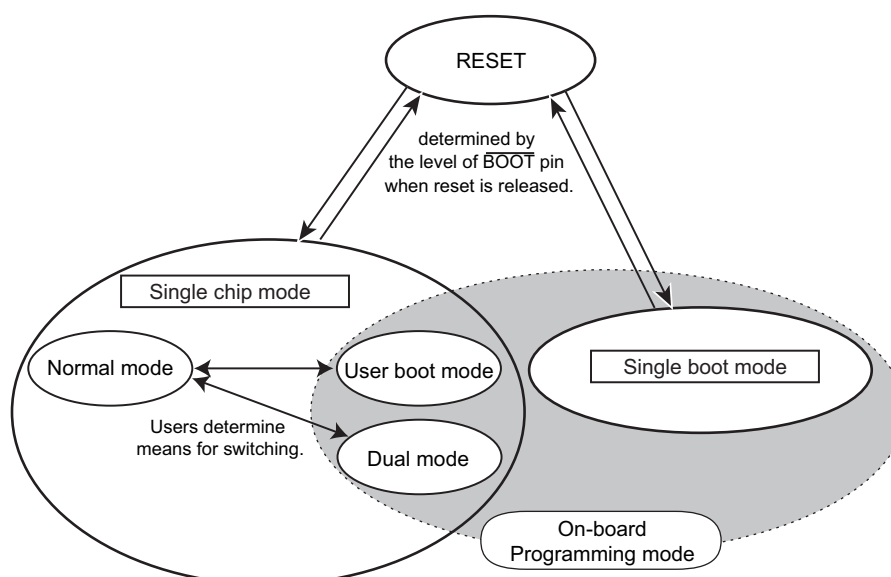 RESET
determined by
the level of B̅O̅O̅T̅ pin
when reset is released.
Single chip mode
Normal mode
User boot mode
Single boot mode
Users determine
means for switching.
Dual mode
On-board
Programming mode